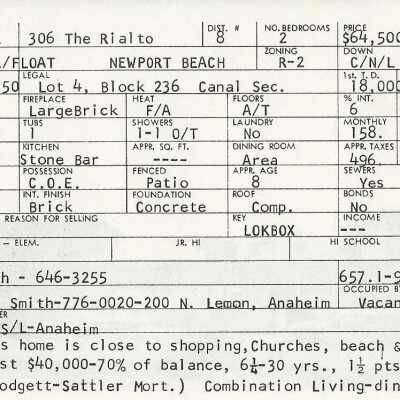 DIST. # NO. BEDROOMS PRICE
306 The Rialto 8 2 $64,500
ZONING DOWN
/FLOAT NEWPORT BEACH R-2 C/N/L
LEGAL 1st. T. D.
50 Lot 4, Block 236 Canal Sec. 18,000
FIREPLACE HEAT FLOORS % INT.
LargeBrick F/A A/T 6
TUBS SHOWERS LAUNDRY MONTHLY
1 1-1 O/T No 158.
KITCHEN APPR. SQ. FT. DINING ROOM APPR. TAXES
Stone Bar ---- Area 496.
POSSESSION FENCED APPR. AGE SEWERS
C.O.E. Patio 8 Yes
INT. FINISH FOUNDATION ROOF BONDS
Brick Concrete Comp. No
REASON FOR SELLING KEY INCOME
LOKBOX ---
— ELEM. JR. HI HI SCHOOL
h - 646-3255 657.1-9
OCCUPIED BY
Smith-776-0020-200 N. Lemon, Anaheim Vacan
S/L-Anaheim
s home is close to shopping,Churches, beach &
st $40,000-70% of balance, 6¼-30 yrs., 1½ pts
odgett-Sattler Mort.) Combination Living-din